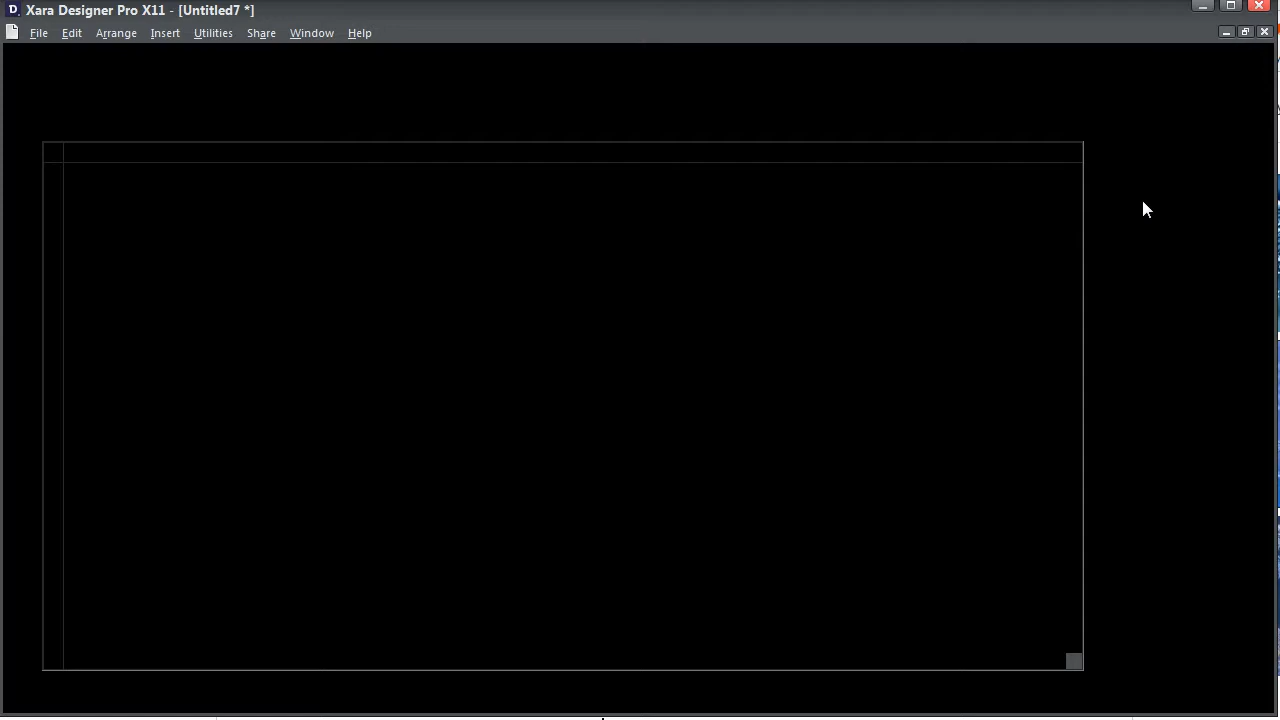 D Xara Designer Pro X11 - [Untitled7 *]
File Edit Arrange Insert Utilities Share Window Help